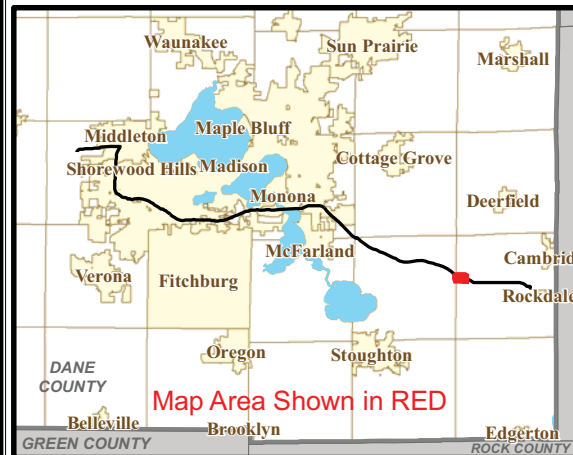 Waunakee
Sun Prairie
Marshall
Middleton
Maple Bluff
Shorewood Hills
Madison
Cottage Grove
Monona
Deerfield
McFarland
Cambrid
Verona
Fitchburg
Rockdale
Oregon
Stoughton
DANE
COUNTY
Map Area Shown in RED
Belleville
Brooklyn
Edgerton
GREEN COUNTY
ROCK COUNTY